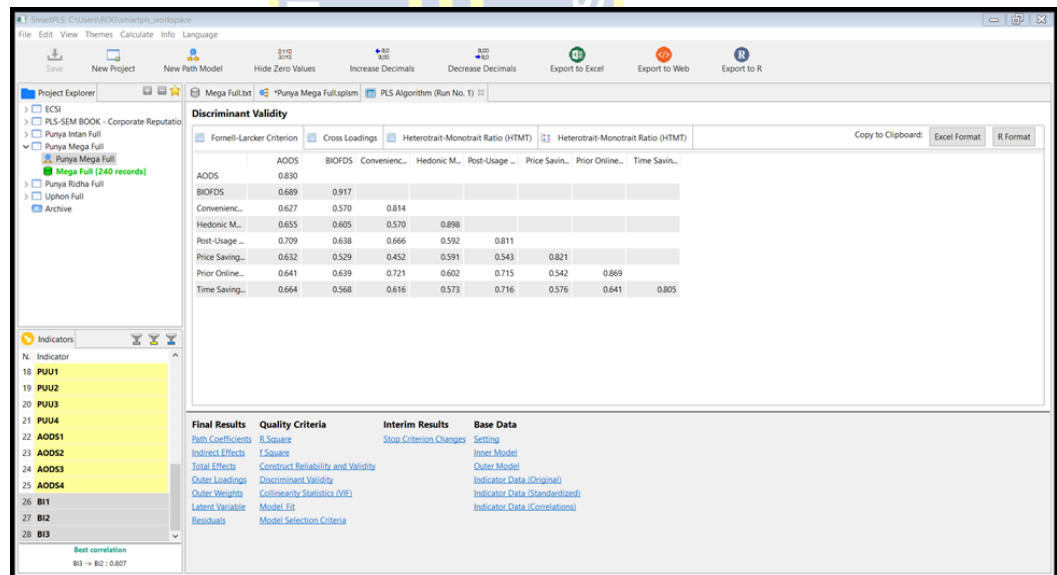 SmartPLS: C:\Users\ROG\smartpls_workspace
File Edit View Themes Calculate Info Language
Save New Project New Path Model Hide Zero Values Increase Decimals Decrease Decimals Export to Excel Export to Web Export to R
Project Explorer
ECSI
PLS-SEM BOOK - Corporate Reputatio
Punya Intan Full
Punya Mega Full
Punya Mega Full
Mega Full [240 records]
Punya Ridha Full
Uphon Full
Archive
Mega Full.txt *Punya Mega Full.splsm PLS Algorithm (Run No. 1)
Discriminant Validity
Fornell-Larcker Criterion Cross Loadings Heterotrait-Monotrait Ratio (HTMT) Heterotrait-Monotrait Ratio (HTMT) Copy to Clipboard: Excel Format R Format
AODS BIOFDS Convenienc... Hedonic M... Post-Usage ... Price Savin... Prior Online... Time Savin...
AODS 0.830
BIOFDS 0.689 0.917
Convenienc... 0.627 0.570 0.814
Hedonic M... 0.655 0.605 0.570 0.898
Post-Usage ... 0.709 0.638 0.666 0.592 0.811
Price Saving... 0.632 0.529 0.452 0.591 0.543 0.821
Prior Online... 0.641 0.639 0.721 0.602 0.715 0.542 0.869
Time Saving... 0.664 0.568 0.616 0.573 0.716 0.576 0.641 0.805
Indicators
N. Indicator
18 PUU1
19 PUU2
20 PUU3
21 PUU4
22 AODS1
23 AODS2
24 AODS3
25 AODS4
26 BI1
27 BI2
28 BI3
Best correlation
BI3 -> BI2 : 0.807
Final Results Quality Criteria Interim Results Base Data
Path Coefficients R Square Stop Criterion Changes Setting
Indirect Effects f Square Inner Model
Total Effects Construct Reliability and Validity Outer Model
Outer Loadings Discriminant Validity Indicator Data (Original)
Outer Weights Collinearity Statistics (VIF) Indicator Data (Standardized)
Latent Variable Model Fit Indicator Data (Correlations)
Residuals Model Selection Criteria